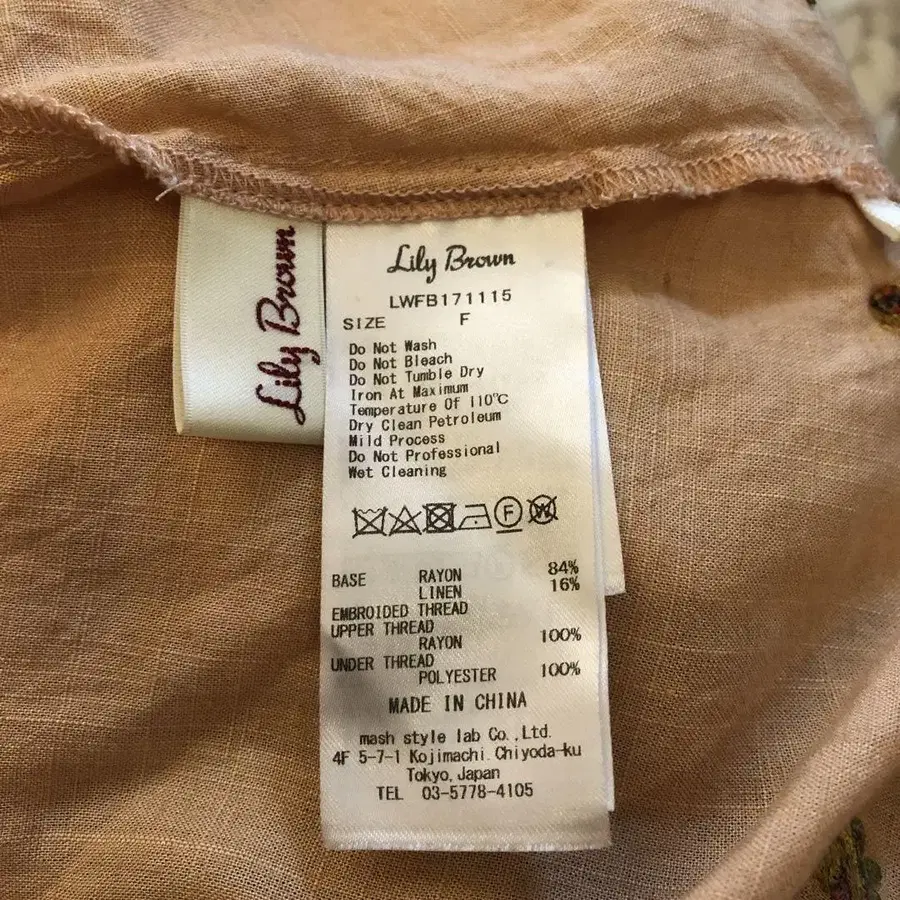 Lily Brown
Lily Brown
LWFB171115
SIZE F
Do Not Wash
Do Not Bleach
Do Not Tumble Dry
Iron At Maximum
Temperature Of 110℃
Dry Clean Petroleum
Mild Process
Do Not Professional
Wet Cleaning
F W
BASE RAYON 84%
LINEN 16%
EMBROIDED THREAD
UPPER THREAD
RAYON 100%
UNDER THREAD
POLYESTER 100%
MADE IN CHINA
mash style lab Co.,Ltd.
4F 5-7-1 Kojimachi Chiyoda-ku
Tokyo, Japan
TEL 03-5778-4105